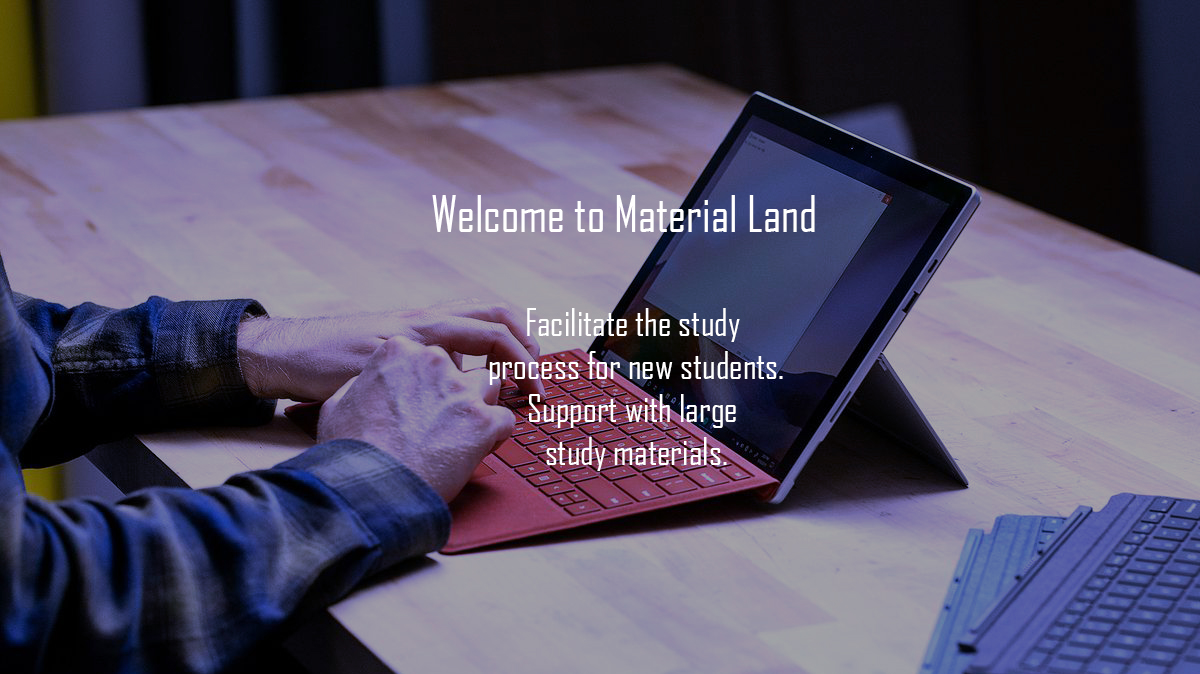 Welcome to Material Land
Facilitate the study
process for new students.
Support with large
study materials.